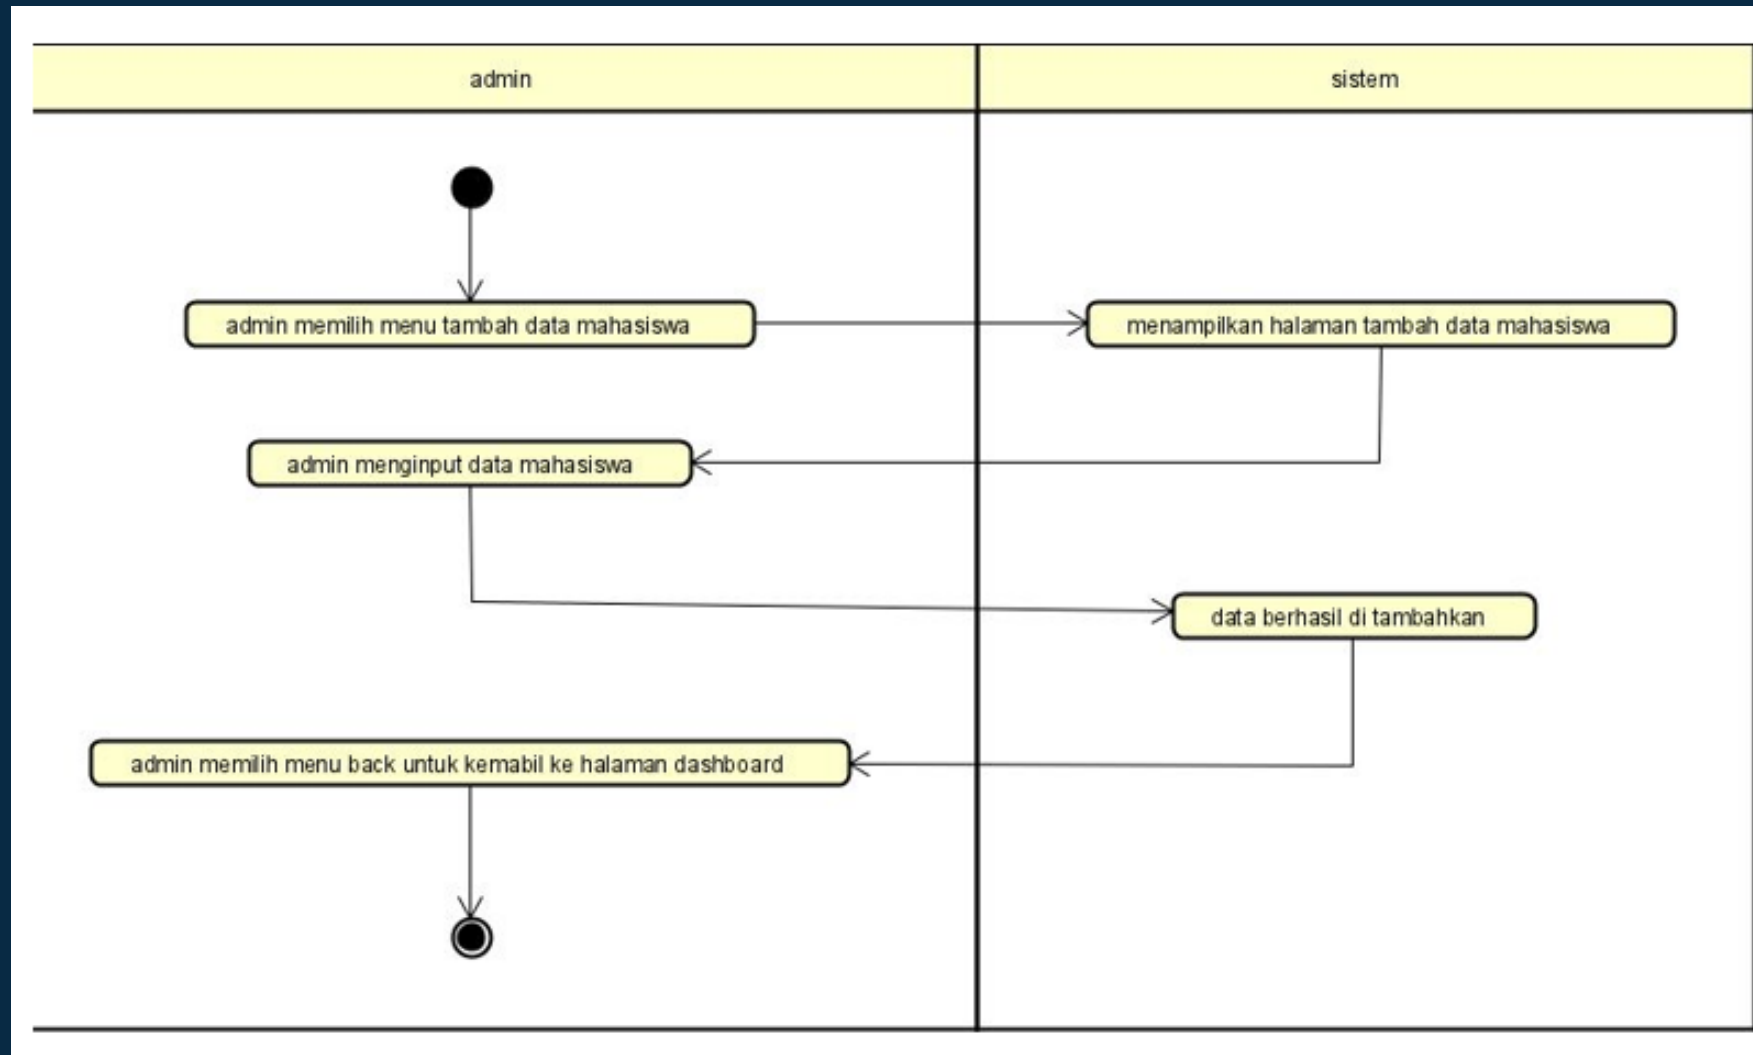 admin
sistem
admin memilih menu tambah data mahasiswa
menampilkan halaman tambah data mahasiswa
admin menginput data mahasiswa
data berhasil di tambahkan
admin memilih menu back untuk kemabil ke halaman dashboard